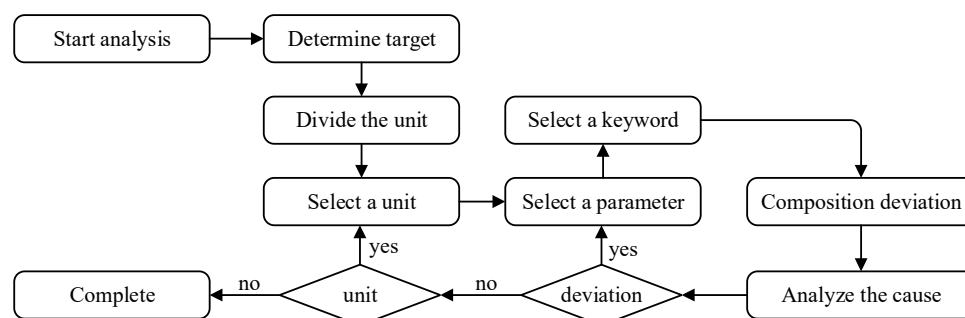 Start analysis
Determine target
Divide the unit
Select a keyword
Select a unit
Select a parameter
Composition deviation
yes
yes
Complete
no
unit
no
deviation
Analyze the cause